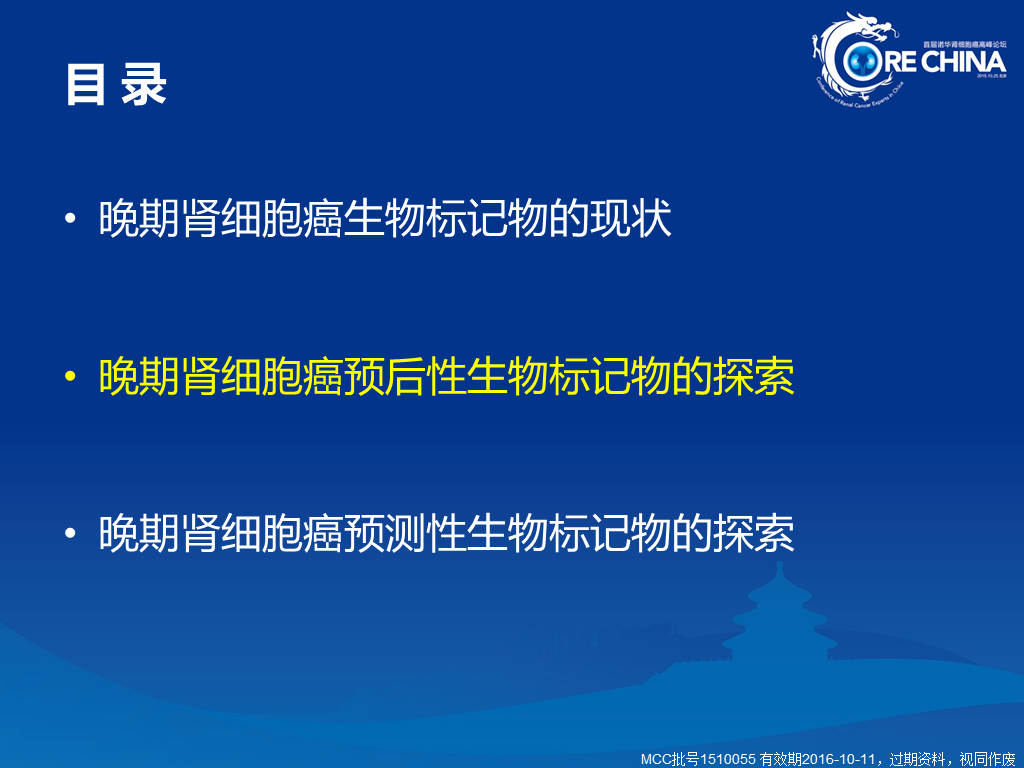 首届诺华肾细胞癌高峰论坛
CORE CHINA
2015.10.25 北京
Conference of Renal Cancer Experts in China
目 录
• 晚期肾细胞癌生物标记物的现状
• 晚期肾细胞癌预后性生物标记物的探索
• 晚期肾细胞癌预测性生物标记物的探索
MCC批号1510055 有效期2016-10-11，过期资料，视同作废